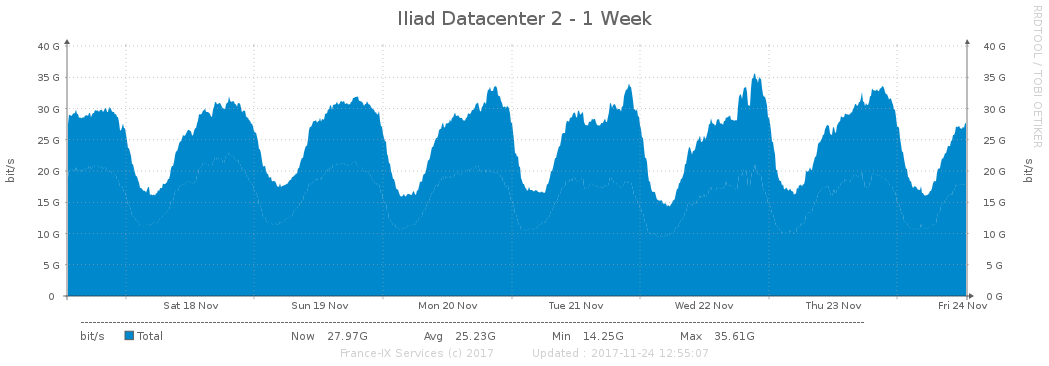 Iliad Datacenter 2 - 1 Week
RRDTOOL / TOBI OETIKER
40 G 40 G
35 G 35 G
30 G 30 G
25 G 25 G
20 G 20 G
15 G 15 G
10 G 10 G
5 G 5 G
0 0 G
bit/s
bit/s
Sat 18 Nov Sun 19 Nov Mon 20 Nov Tue 21 Nov Wed 22 Nov Thu 23 Nov Fri 24 Nov
bit/s Total Now 27.97G Avg 25.23G Min 14.25G Max 35.61G
France-IX Services (c) 2017 Updated : 2017-11-24 12:55:07